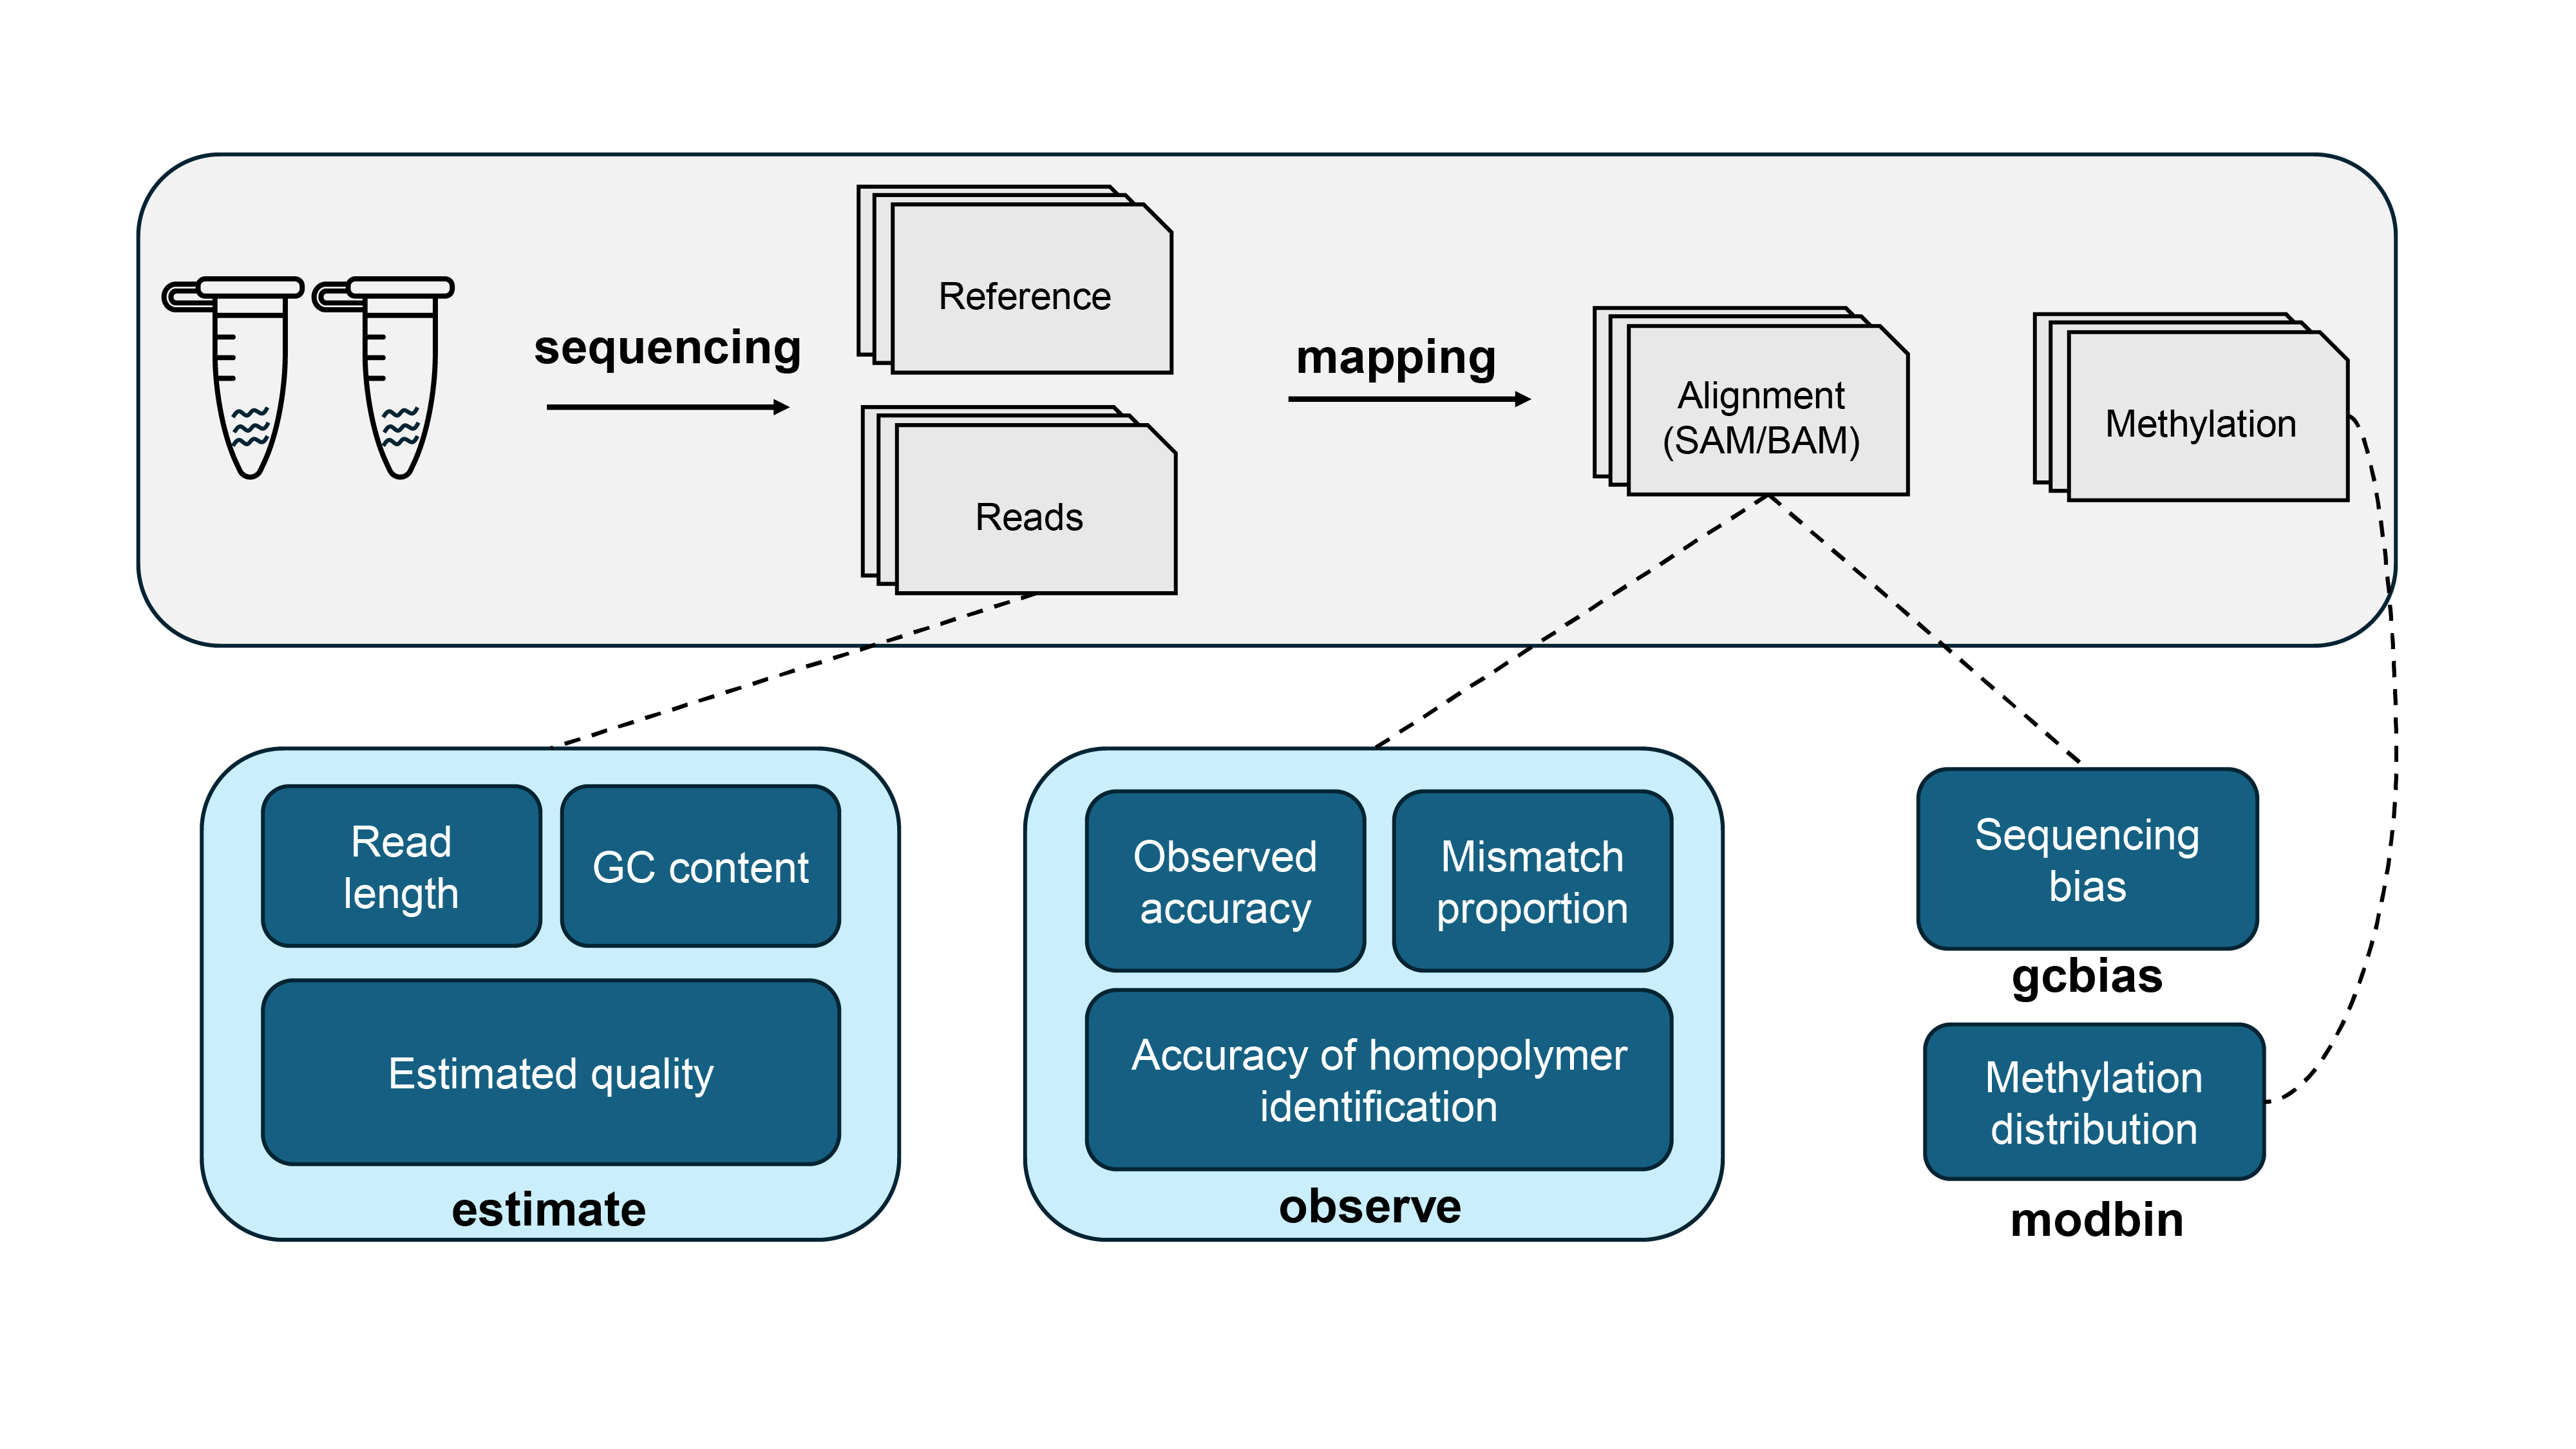 sequencing
Reference
Reads
mapping
Alignment
(SAM/BAM)
Methylation
Read
length
GC content
Estimated quality
estimate
Observed
accuracy
Mismatch
proportion
Accuracy of homopolymer
identification
observe
Sequencing
bias
gcbias
Methylation
distribution
modbin